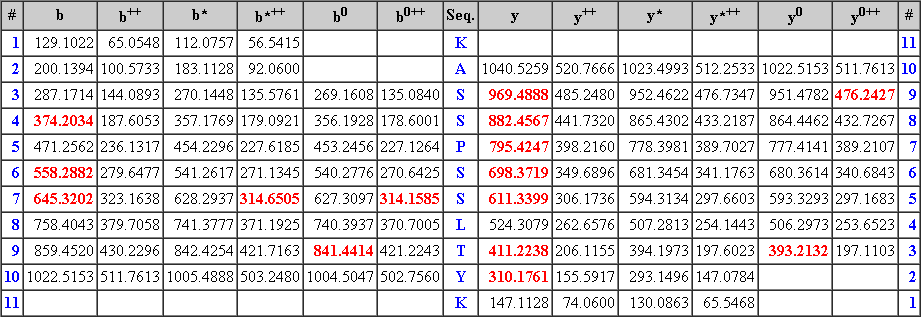 # b b++ b* b*++ b0 b0++ Seq. y y++ y* y*++ y0 y0++ #
1 129.1022 65.0548 112.0757 56.5415 K 11
2 200.1394 100.5733 183.1128 92.0600 A 1040.5259 520.7666 1023.4993 512.2533 1022.5153 511.7613 10
3 287.1714 144.0893 270.1448 135.5761 269.1608 135.0840 S 969.4888 485.2480 952.4622 476.7347 951.4782 476.2427 9
4 374.2034 187.6053 357.1769 179.0921 356.1928 178.6001 S 882.4567 441.7320 865.4302 433.2187 864.4462 432.7267 8
5 471.2562 236.1317 454.2296 227.6185 453.2456 227.1264 P 795.4247 398.2160 778.3981 389.7027 777.4141 389.2107 7
6 558.2882 279.6477 541.2617 271.1345 540.2776 270.6425 S 698.3719 349.6896 681.3454 341.1763 680.3614 340.6843 6
7 645.3202 323.1638 628.2937 314.6505 627.3097 314.1585 S 611.3399 306.1736 594.3134 297.6603 593.3293 297.1683 5
8 758.4043 379.7058 741.3777 371.1925 740.3937 370.7005 L 524.3079 262.6576 507.2813 254.1443 506.2973 253.6523 4
9 859.4520 430.2296 842.4254 421.7163 841.4414 421.2243 T 411.2238 206.1155 394.1973 197.6023 393.2132 197.1103 3
10 1022.5153 511.7613 1005.4888 503.2480 1004.5047 502.7560 Y 310.1761 155.5917 293.1496 147.0784 2
11 K 147.1128 74.0600 130.0863 65.5468 1